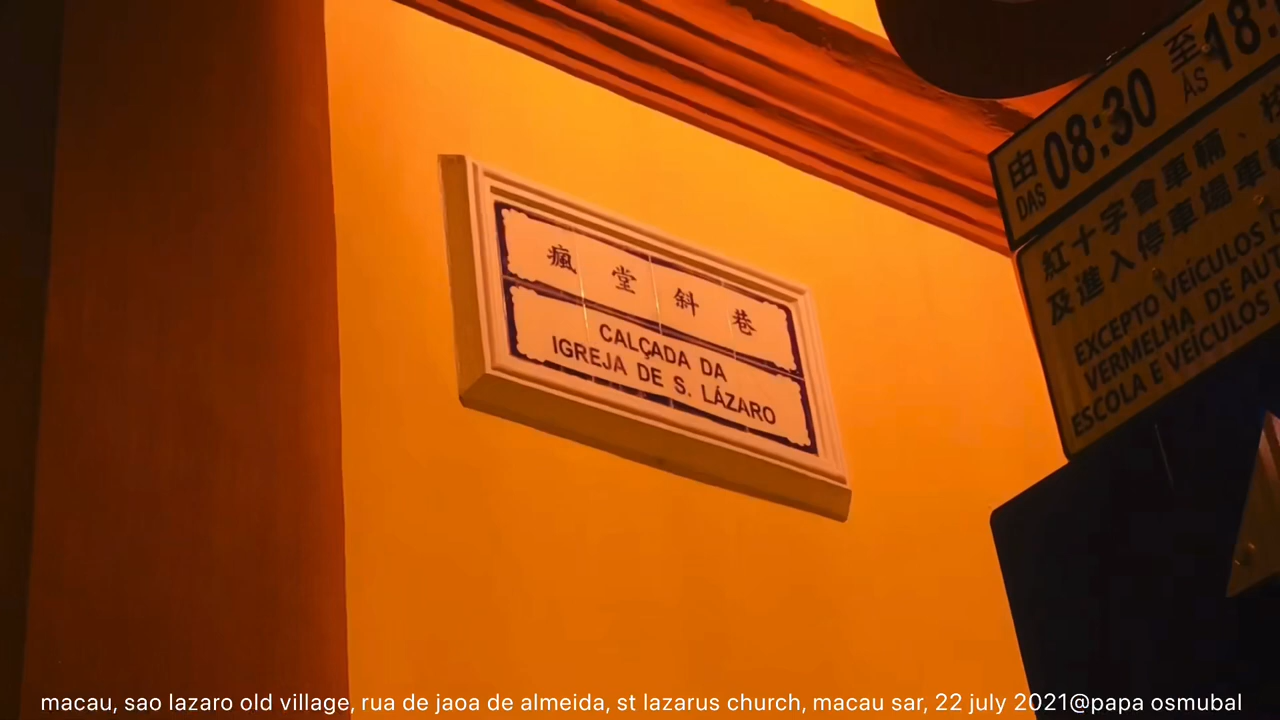 瘋堂斜巷
CALÇADA DA
IGREJA DE S. LÁZARO
由 08:30 至 18:
DAS ÀS
紅十字會車輛、
及進入停車場車
EXCEPTO VEÍCULOS
VERMELHA DE
ESCOLA E VEÍCULOS
macau, sao lazaro old village, rua de jaoa de almeida, st lazarus church, macau sar, 22 july 2021@papa osmubal